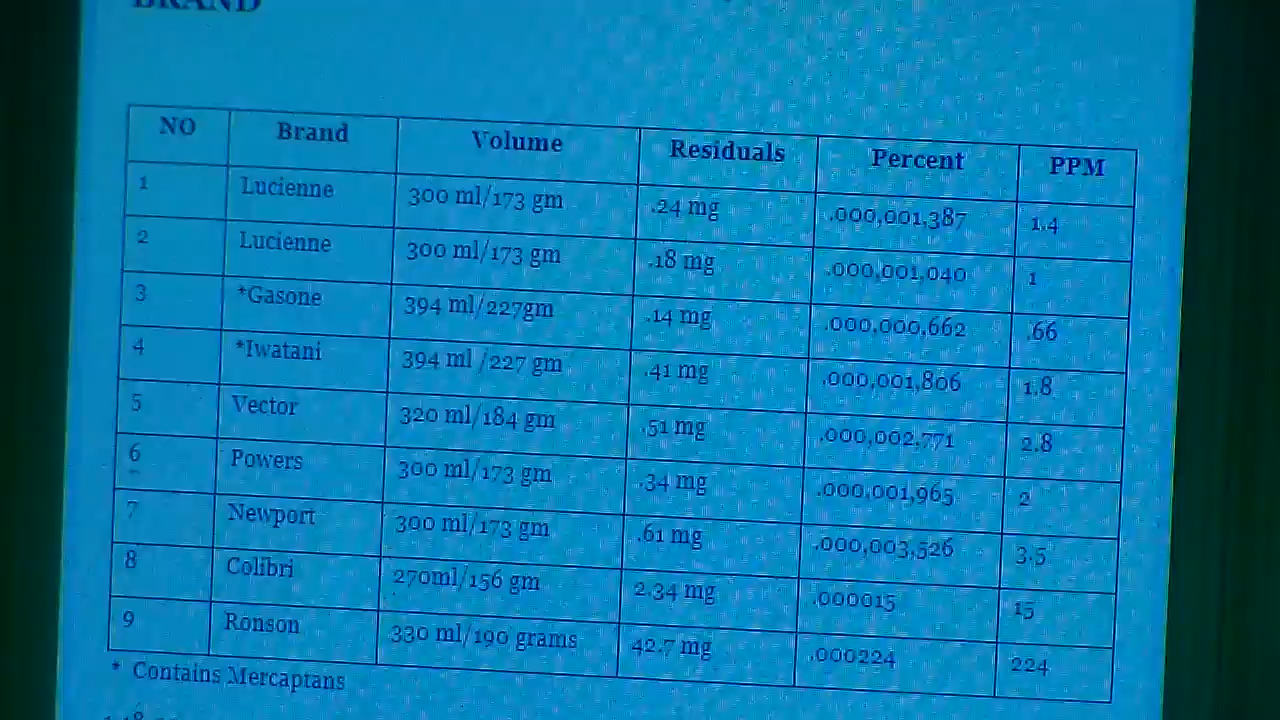 BRAND
NO Brand Volume Residuals Percent PPM
1 Lucienne 300 ml/173 gm .24 mg .000,001,387 1.4
2 Lucienne 300 ml/173 gm .18 mg .000,001,040 1
3 *Gasone 394 ml/227gm .14 mg .000,000,662 .66
4 *Iwatani 394 ml /227 gm .41 mg .000,001,806 1.8
5 Vector 320 ml/184 gm .51 mg .000,002,771 2.8
6 Powers 300 ml/173 gm .34 mg .000,001,965 2
7 Newport 300 ml/173 gm .61 mg .000,003,526 3.5
8 Colibri 270ml/156 gm 2.34 mg .000015 15
9 Ronson 330 ml/190 grams 42.7 mg .000224 224
* Contains Mercaptans